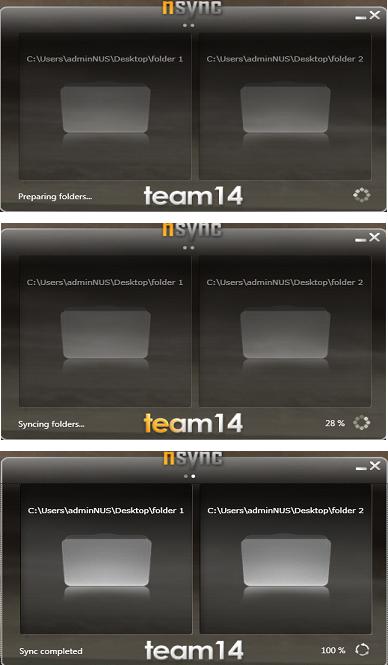 nsync
C:\Users\adminNUS\Desktop\folder 1 C:\Users\adminNUS\Desktop\folder 2
Preparing folders... team14
nsync
C:\Users\adminNUS\Desktop\folder 1 C:\Users\adminNUS\Desktop\folder 2
Syncing folders... team14 28 %
nsync
C:\Users\adminNUS\Desktop\folder 1 C:\Users\adminNUS\Desktop\folder 2
Sync completed team14 100 %